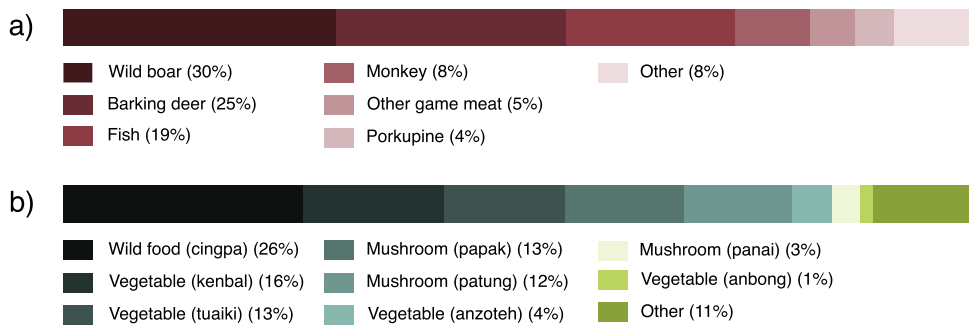 a)
Wild boar (30%)
Barking deer (25%)
Fish (19%)
Monkey (8%)
Other game meat (5%)
Porkupine (4%)
Other (8%)
b)
Wild food (cingpa) (26%)
Vegetable (kenbal) (16%)
Vegetable (tuaiki) (13%)
Mushroom (papak) (13%)
Mushroom (patung) (12%)
Vegetable (anzoteh) (4%)
Mushroom (panai) (3%)
Vegetable (anbong) (1%)
Other (11%)